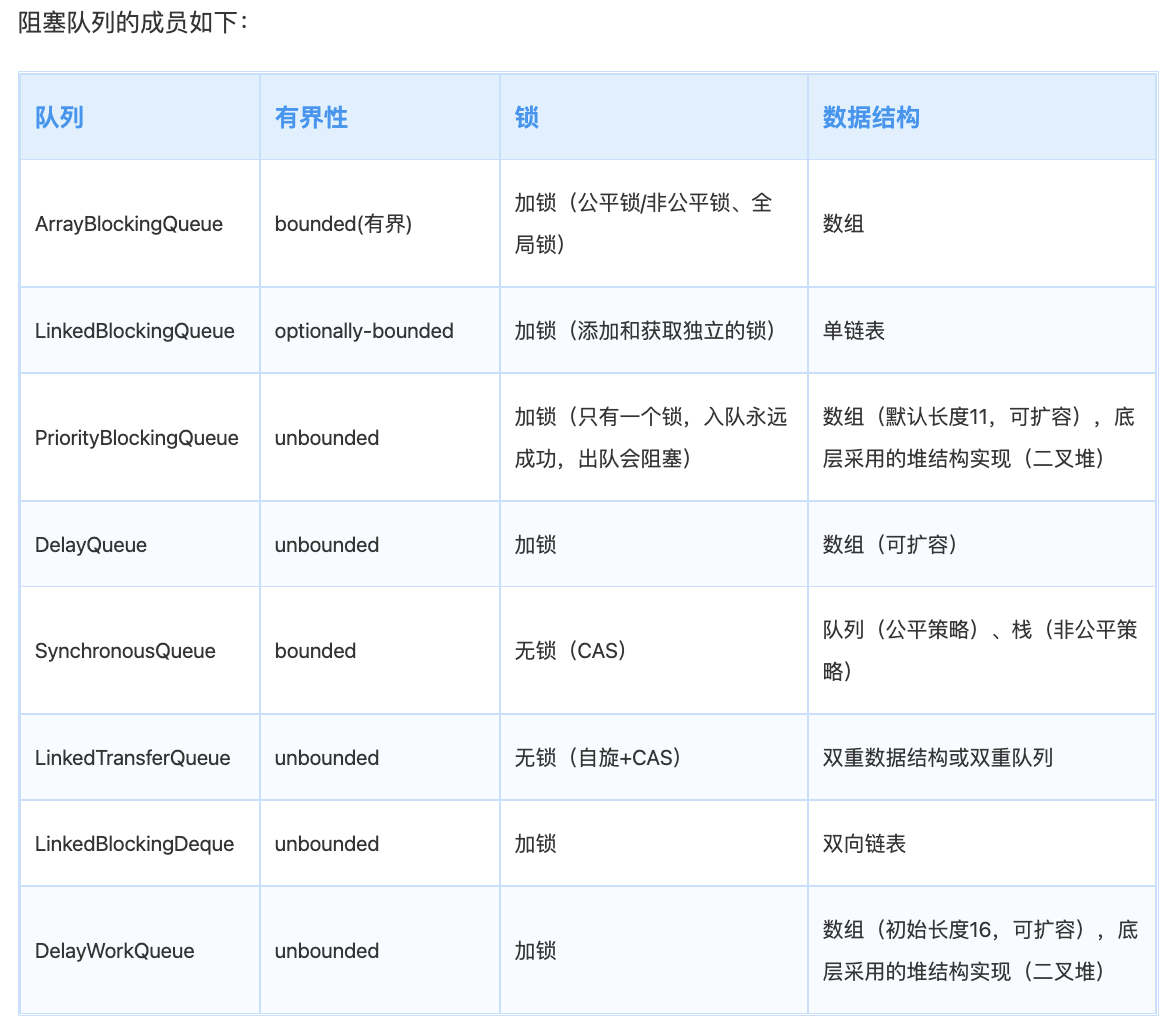 阻塞队列的成员如下：
队列 有界性 锁 数据结构
ArrayBlockingQueue bounded(有界) 加锁（公平锁/非公平锁、全
局锁） 数组
LinkedBlockingQueue optionally-bounded 加锁（添加和获取独立的锁） 单链表
PriorityBlockingQueue unbounded 加锁（只有一个锁，入队永远
成功，出队会阻塞） 数组（默认长度11，可扩容），底
层采用的堆结构实现（二叉堆）
DelayQueue unbounded 加锁 数组（可扩容）
SynchronousQueue bounded 无锁（CAS） 队列（公平策略）、栈（非公平策
略）
LinkedTransferQueue unbounded 无锁（自旋+CAS） 双重数据结构或双重队列
LinkedBlockingDeque unbounded 加锁 双向链表
DelayWorkQueue unbounded 加锁 数组（初始长度16，可扩容），底
层采用的堆结构实现（二叉堆）